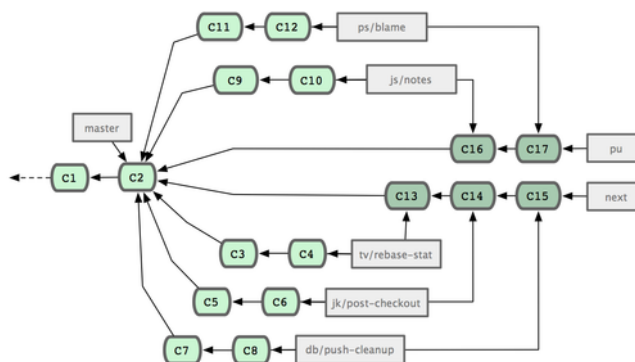 C11 C12 ps/blame
C9 C10 js/notes
master
C16 C17 pu
C1 C2
C13 C14 C15 next
C3 C4 tv/rebase-stat
C5 C6 jk/post-checkout
C7 C8 db/push-cleanup